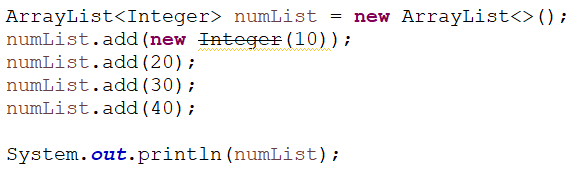 ArrayList<Integer> numList = new ArrayList<>();
numList.add(new Integer(10));
numList.add(20);
numList.add(30);
numList.add(40);
System.out.println(numList);